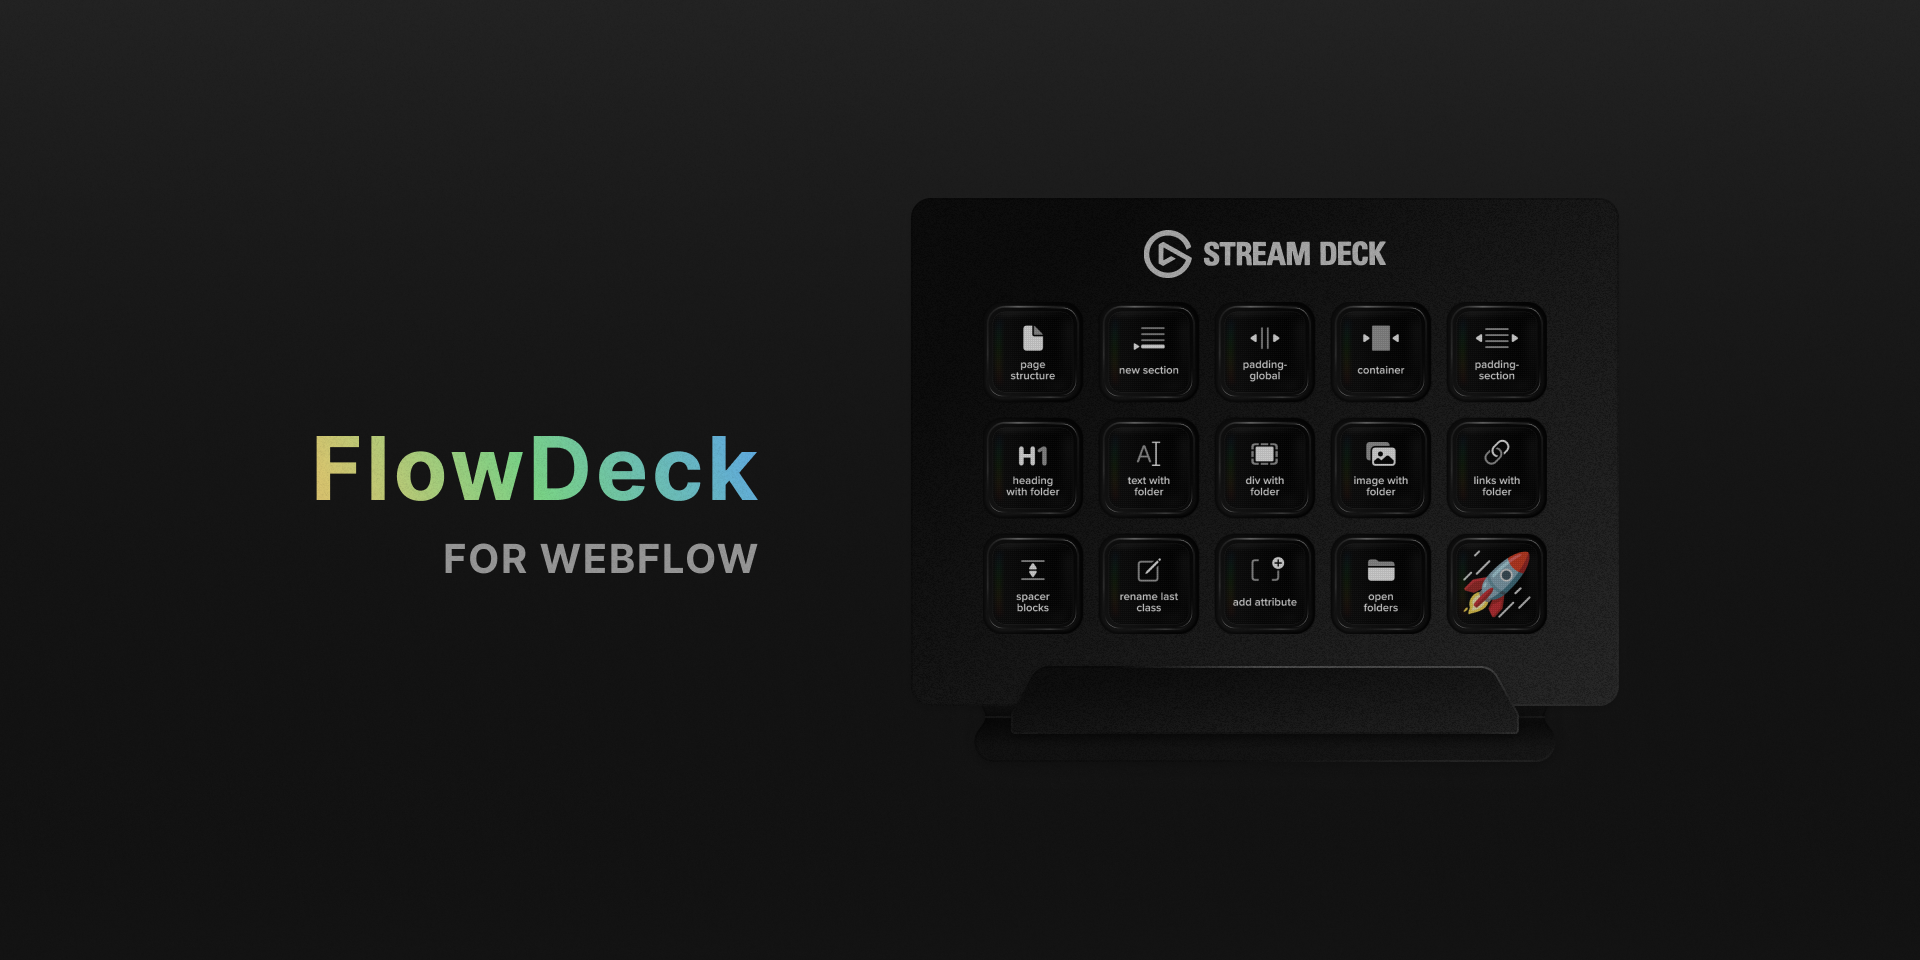 FlowDeck
FOR WEBFLOW
STREAM DECK
page
structure
new section
padding-
global
container
padding-
section
H1
heading
with folder
A
text with
folder
div with
folder
image with
folder
links with
folder
spacer
blocks
rename last
class
add attribute
open
folders